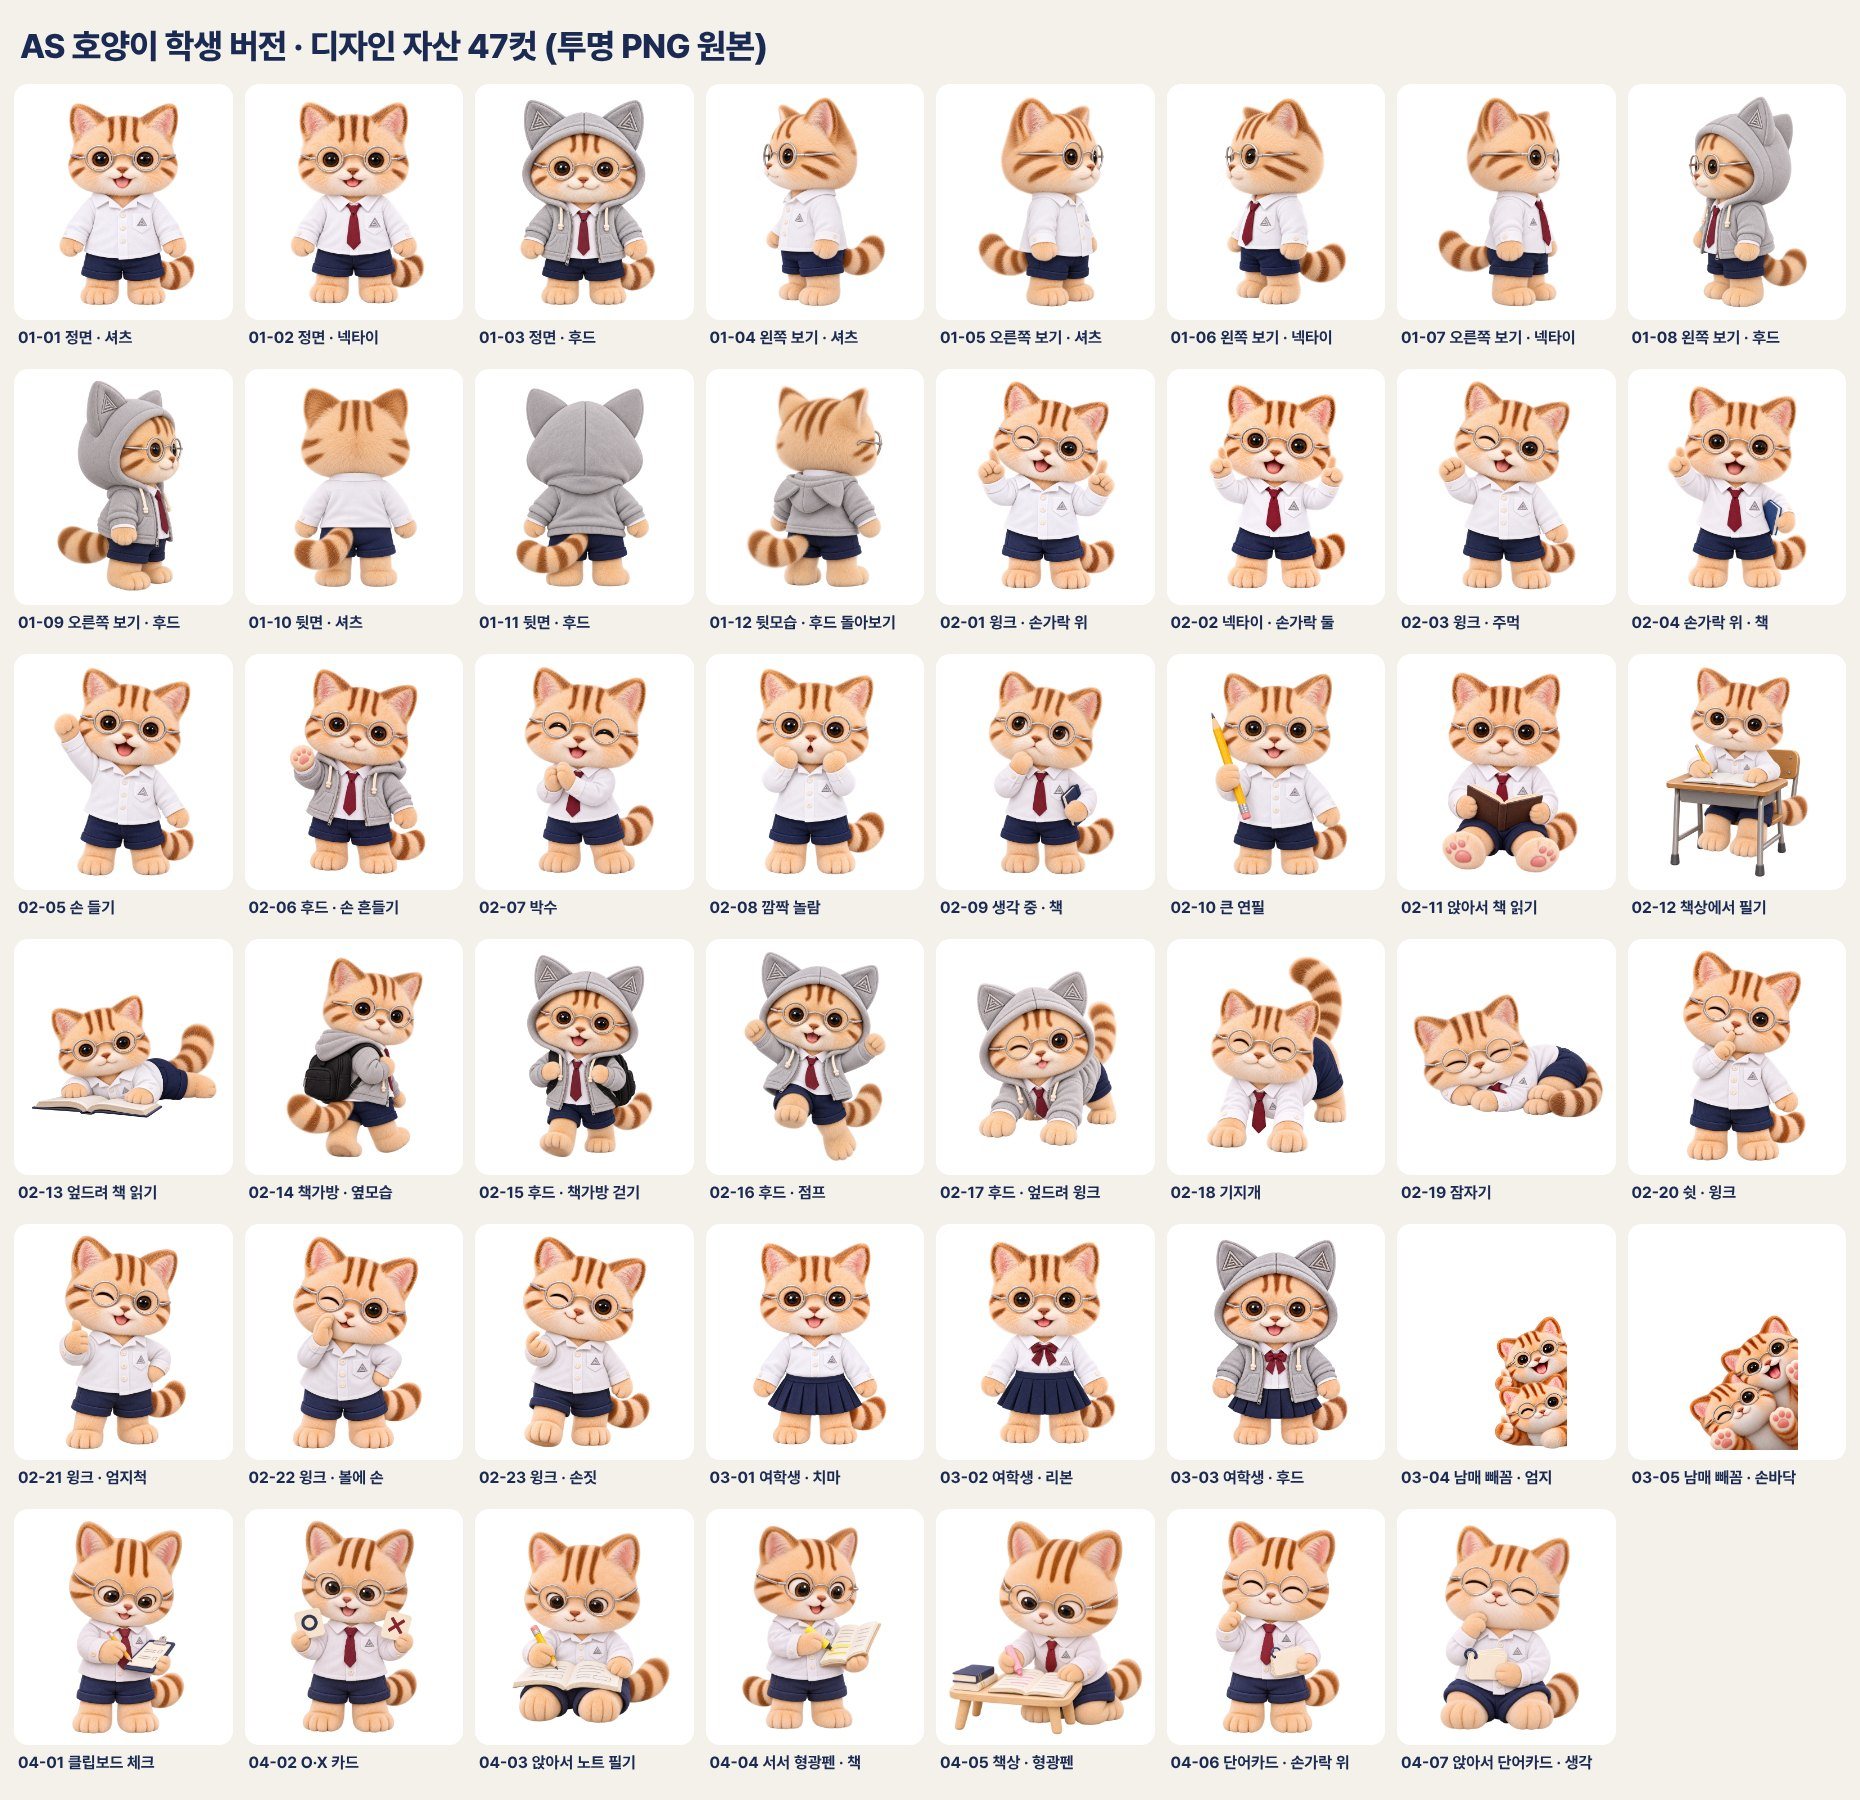 AS 호양이 학생 버전 · 디자인 자산 47컷 (투명 PNG 원본)
01-01 정면 · 셔츠
01-02 정면 · 넥타이
01-03 정면 · 후드
01-04 왼쪽 보기 · 셔츠
01-05 오른쪽 보기 · 셔츠
01-06 왼쪽 보기 · 넥타이
01-07 오른쪽 보기 · 넥타이
01-08 왼쪽 보기 · 후드
01-09 오른쪽 보기 · 후드
01-10 뒷면 · 셔츠
01-11 뒷면 · 후드
01-12 뒷모습 · 후드 돌아보기
02-01 윙크 · 손가락 위
02-02 넥타이 · 손가락 둘
02-03 윙크 · 주먹
02-04 손가락 위 · 책
02-05 손 들기
02-06 후드 · 손 흔들기
02-07 박수
02-08 깜짝 놀람
02-09 생각 중 · 책
02-10 큰 연필
02-11 앉아서 책 읽기
02-12 책상에서 필기
02-13 엎드려 책 읽기
02-14 책가방 · 옆모습
02-15 후드 · 책가방 걷기
02-16 후드 · 점프
02-17 후드 · 엎드려 윙크
02-18 기지개
02-19 잠자기
02-20 쉿 · 윙크
02-21 윙크 · 엄지척
02-22 윙크 · 볼에 손
02-23 윙크 · 손짓
03-01 여학생 · 치마
03-02 여학생 · 리본
03-03 여학생 · 후드
03-04 남매 빼꼼 · 엄지
03-05 남매 빼꼼 · 손바닥
O X
04-01 클립보드 체크
04-02 O·X 카드
04-03 앉아서 노트 필기
04-04 서서 형광펜 · 책
04-05 책상 · 형광펜
04-06 단어카드 · 손가락 위
04-07 앉아서 단어카드 · 생각